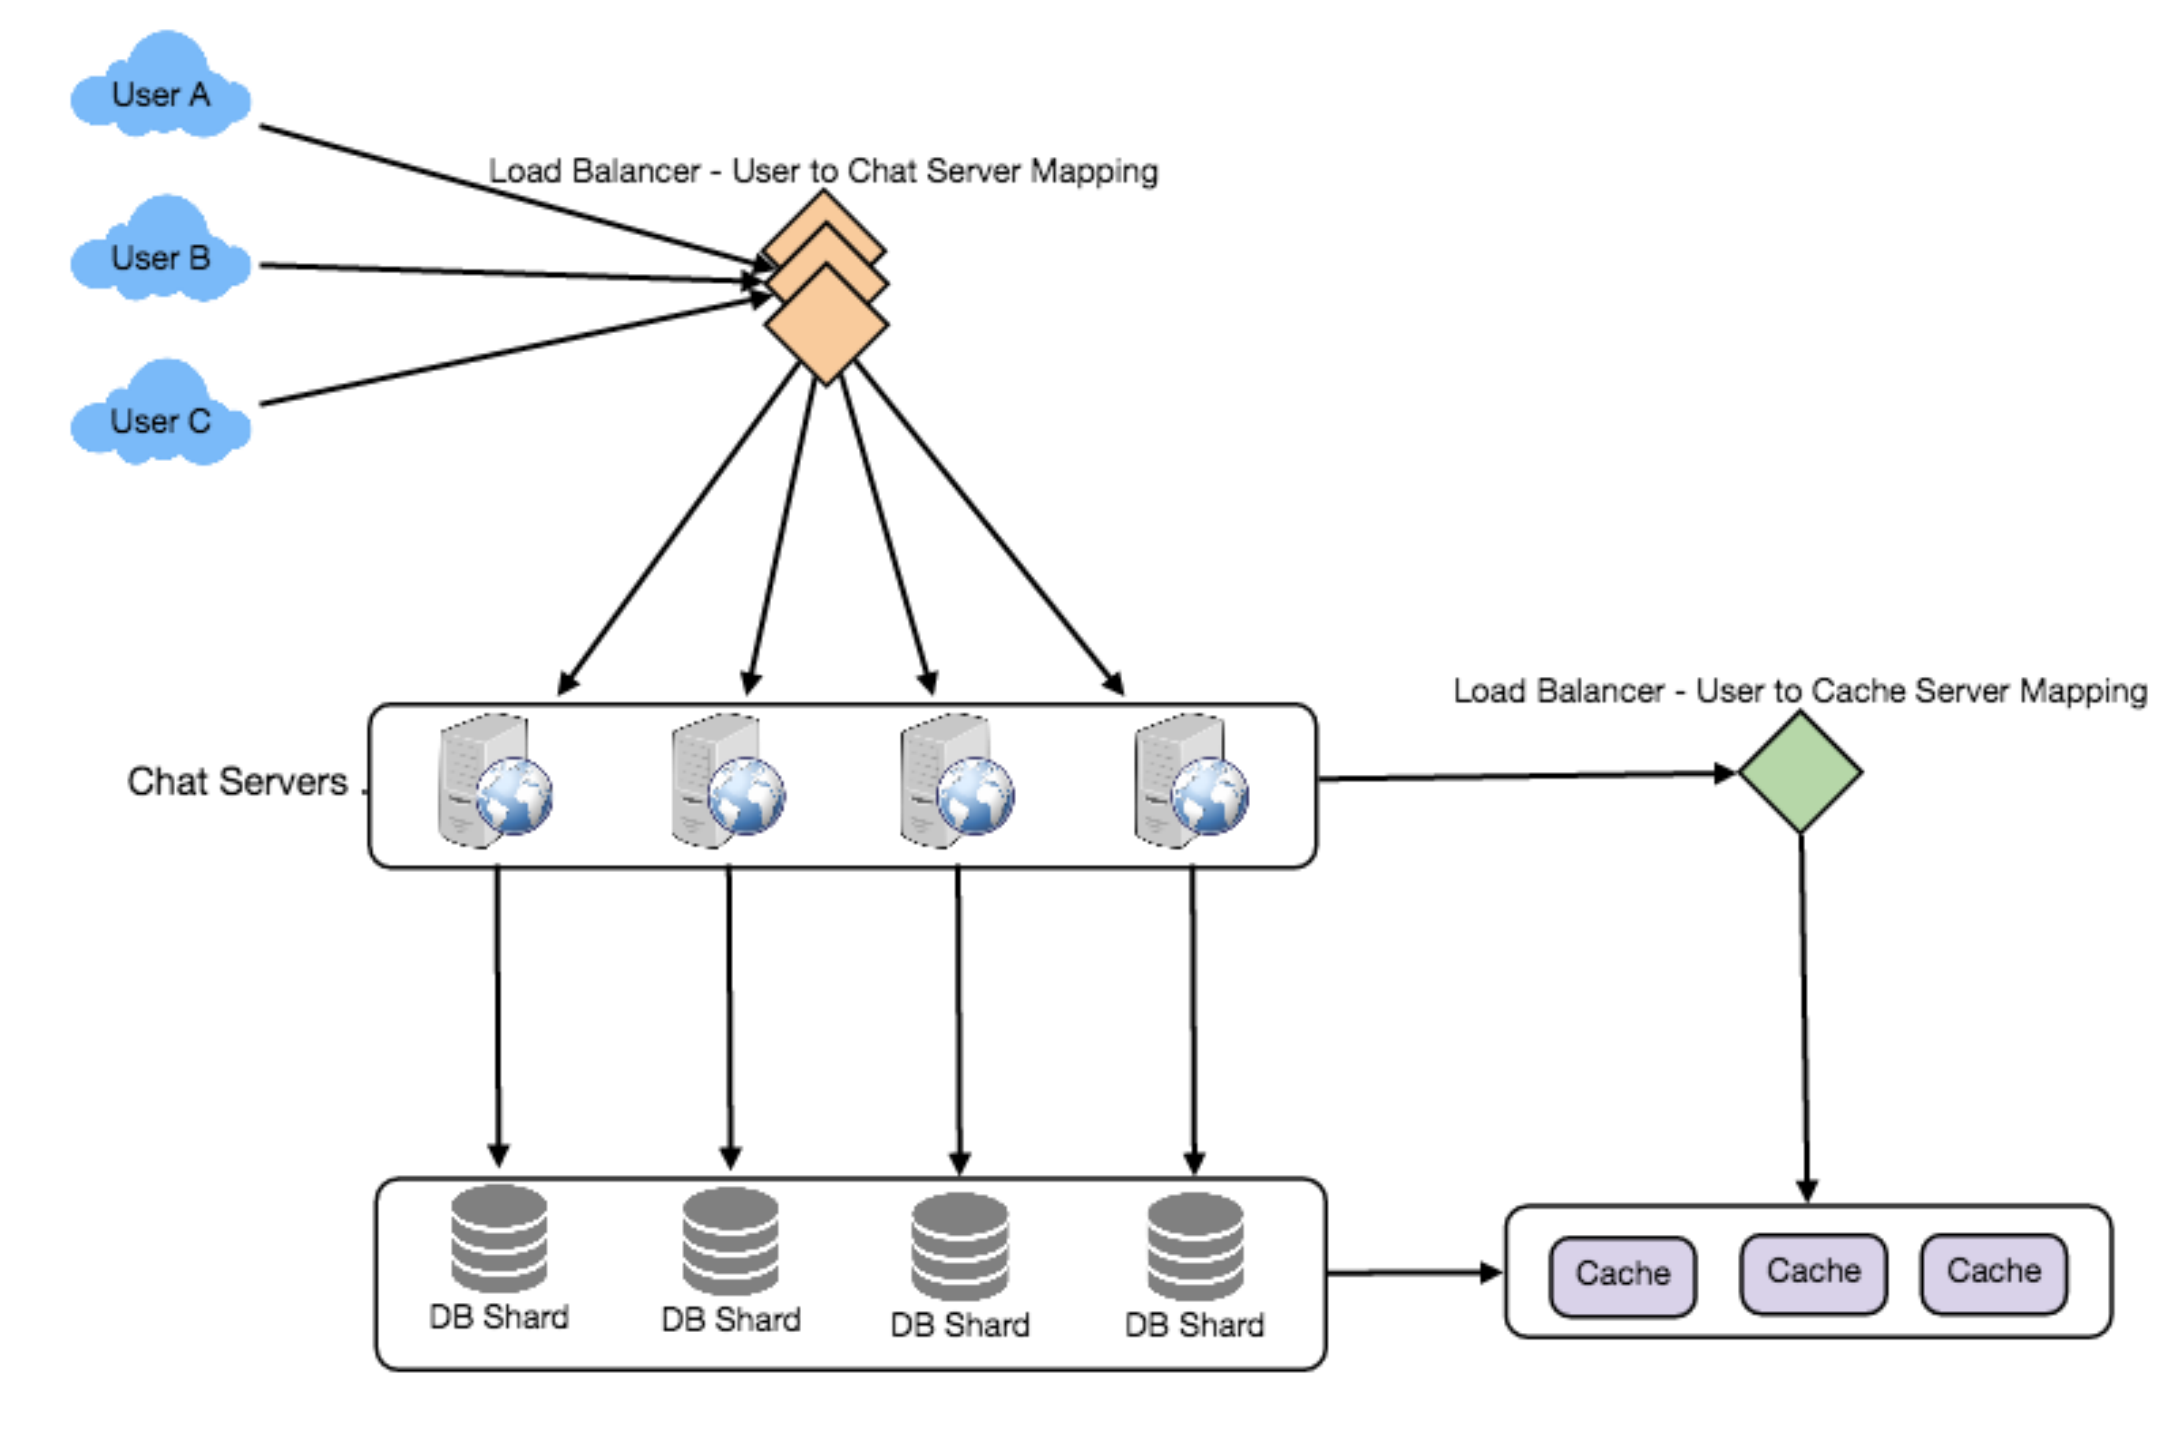 User A
Load Balancer - User to Chat Server Mapping
User B
User C
Load Balancer - User to Cache Server Mapping
Chat Servers
DB Shard
DB Shard
DB Shard
DB Shard
Cache
Cache
Cache